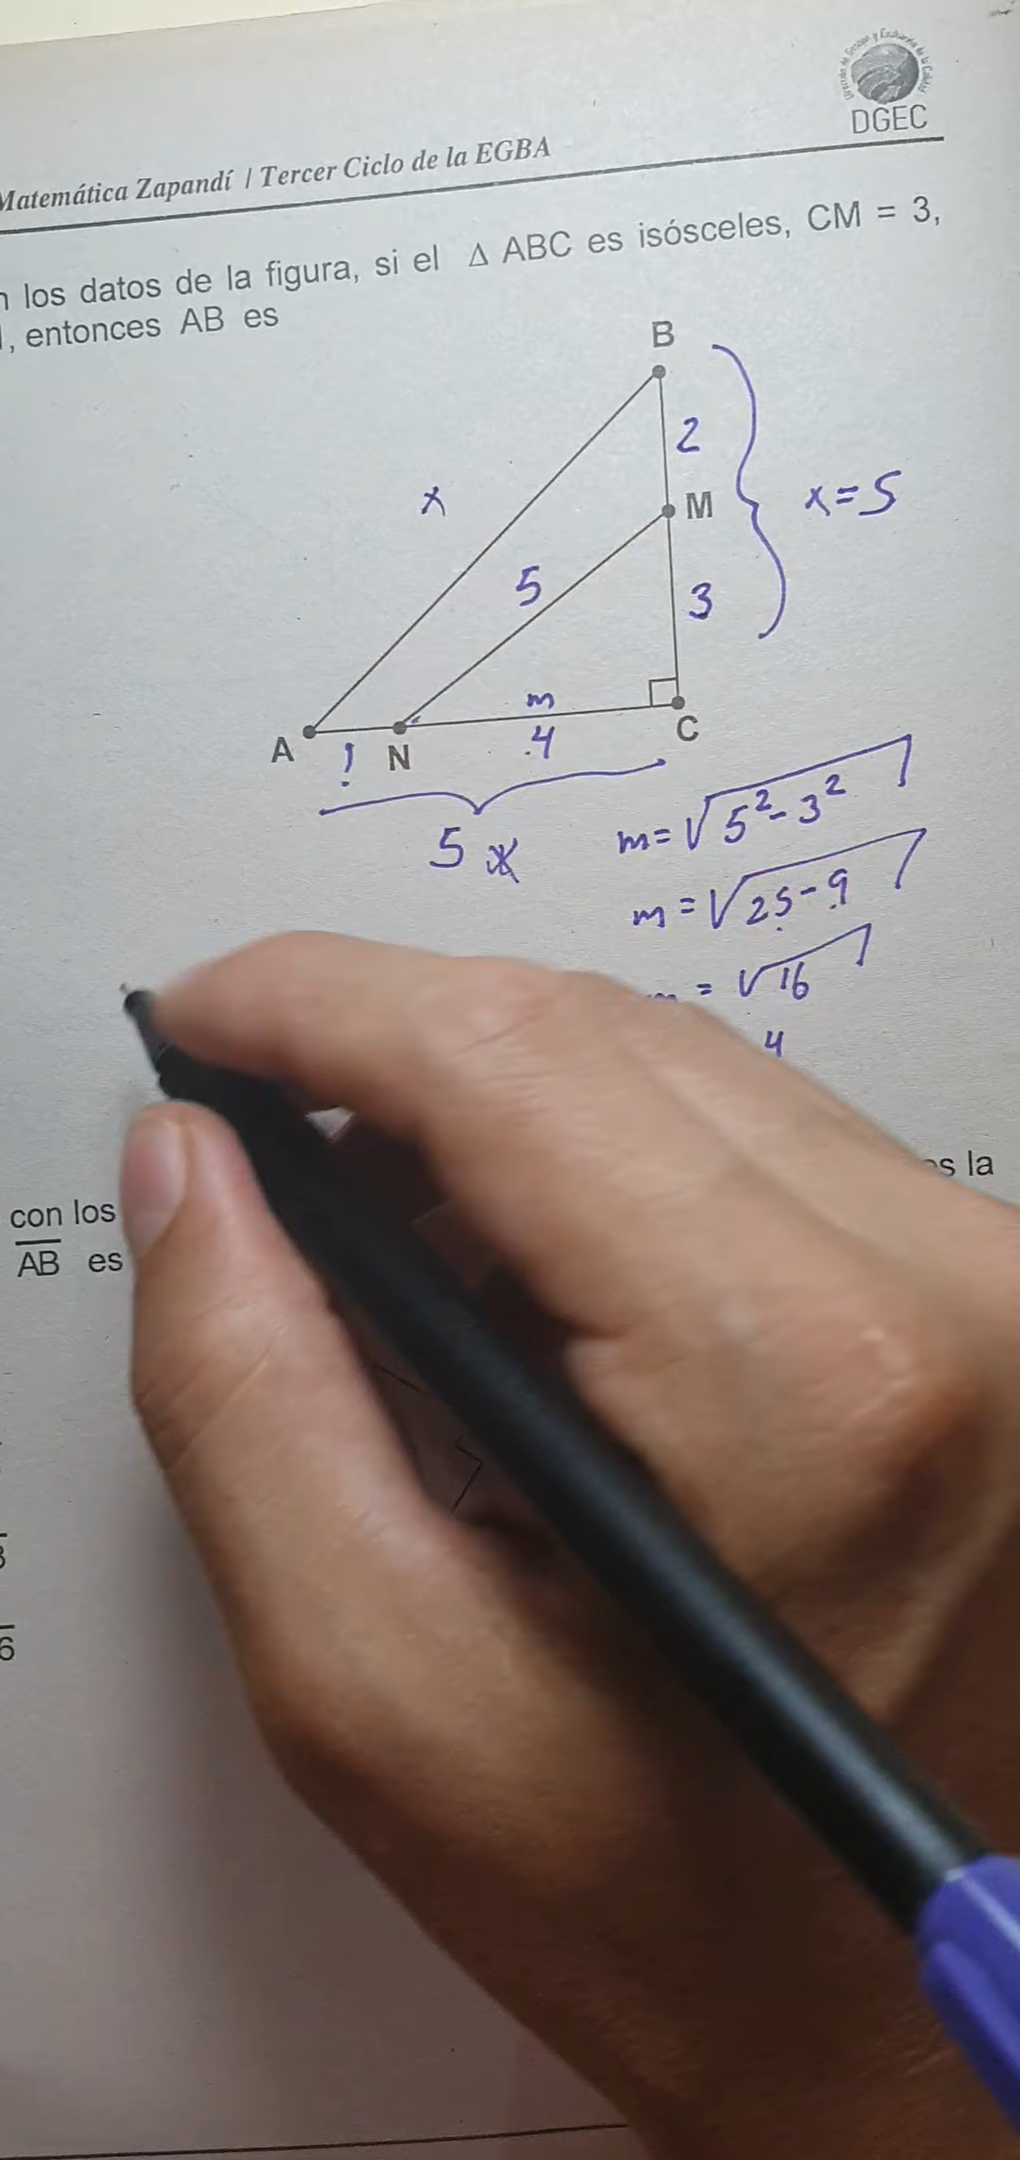 DGEC
Matemática Zapandí / Tercer Ciclo de la EGBA
los datos de la figura, si el Δ ABC es isósceles, CM = 3,
, entonces AB es
B
2
x
M
x=5
5
3
m
A
N
4
C
5 x
m=√5²-3²
m=√25-9
= √16
4
la
con los
AB es
6